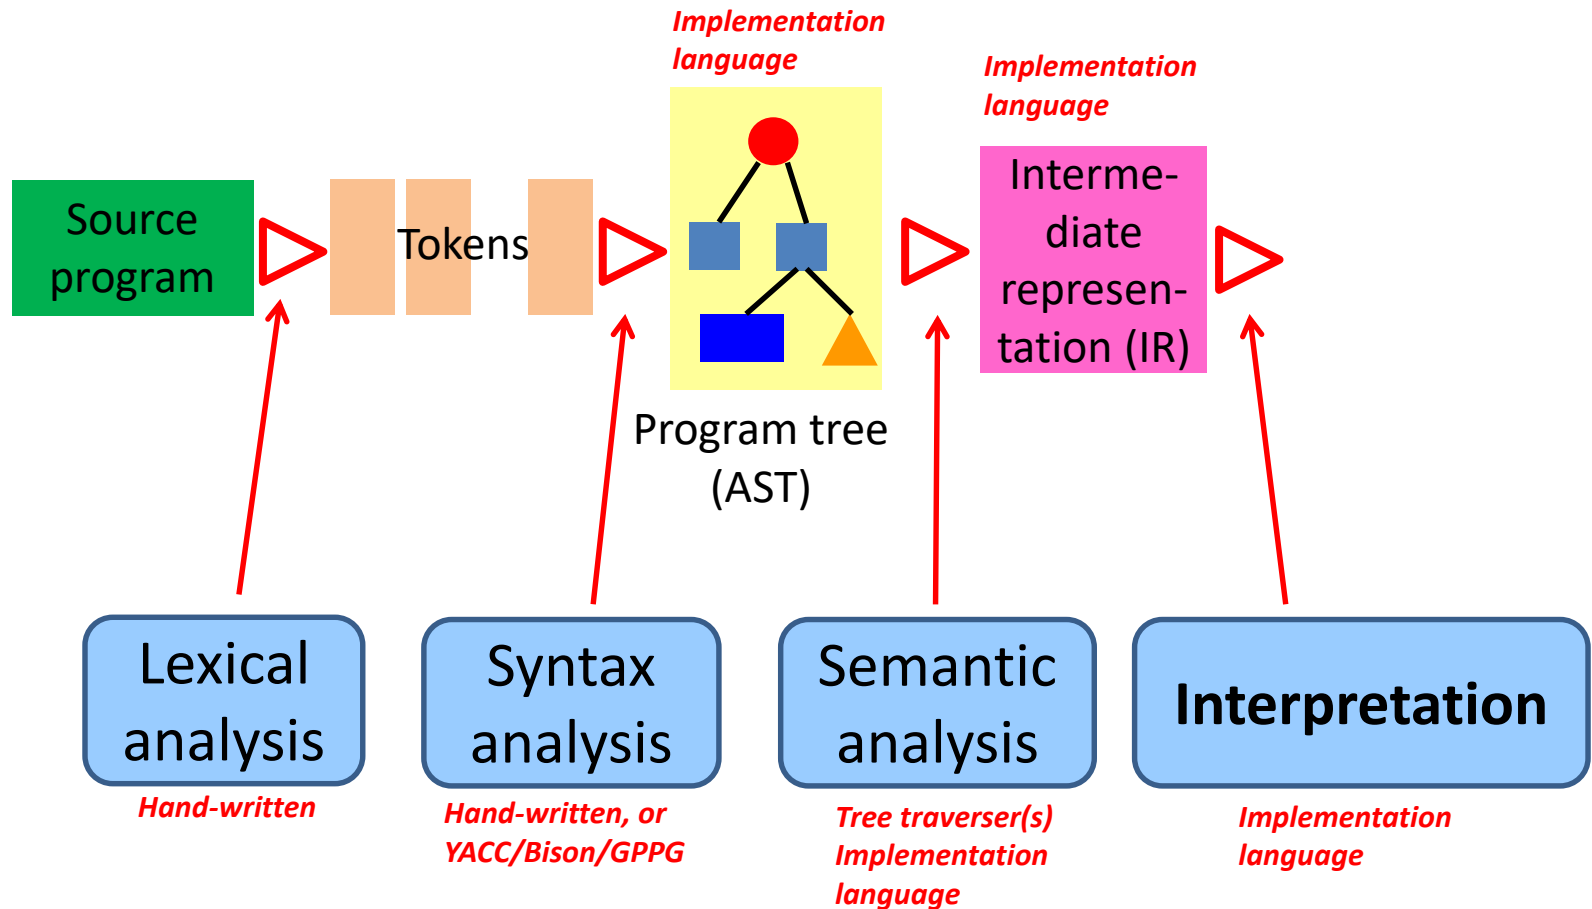 Implementation
language
Implementation
language
Source
program
Tokens
Interme-
diate
represen-
tation (IR)
Program tree
(AST)
Lexical
analysis
Syntax
analysis
Semantic
analysis
Interpretation
Hand-written
Hand-written, or
YACC/Bison/GPPG
Tree traverser(s)
Implementation
language
Implementation
language